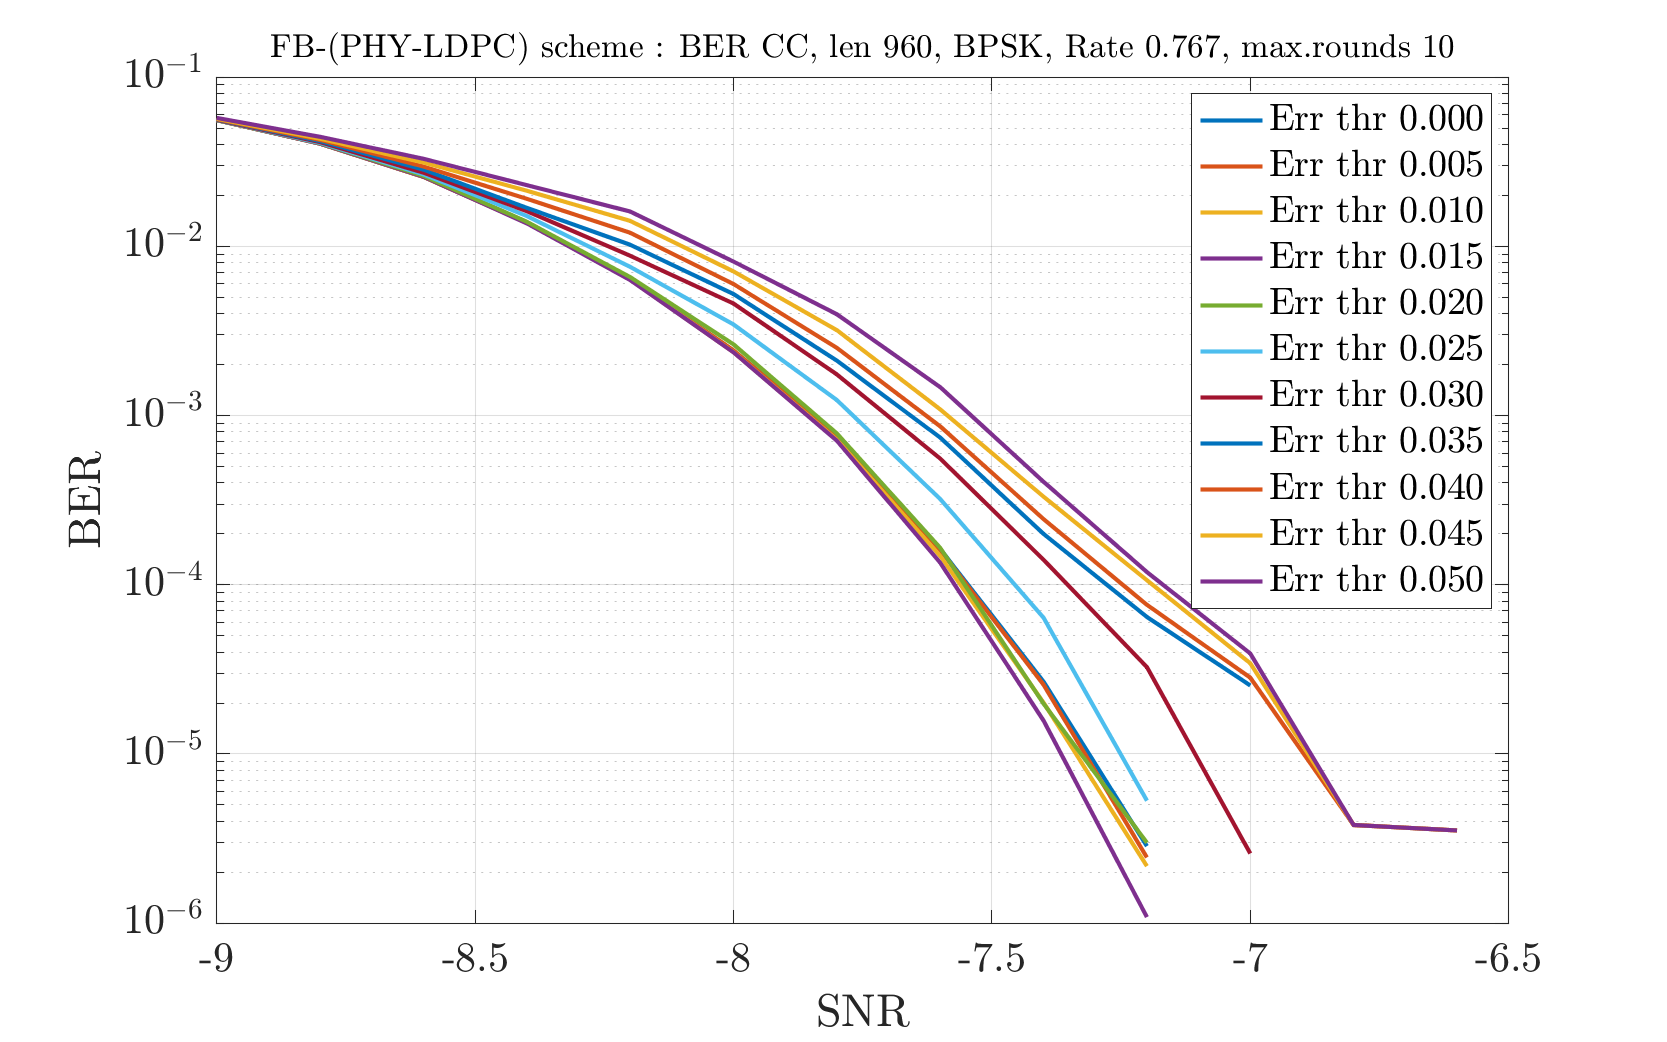 FB-(PHY-LDPC) scheme : BER CC, len 960, BPSK, Rate 0.767, max.rounds 10
10⁻¹
10⁻²
10⁻³
10⁻⁴
10⁻⁵
10⁻⁶
BER
Err thr 0.000
Err thr 0.005
Err thr 0.010
Err thr 0.015
Err thr 0.020
Err thr 0.025
Err thr 0.030
Err thr 0.035
Err thr 0.040
Err thr 0.045
Err thr 0.050
-9 -8.5 -8 -7.5 -7 -6.5
SNR